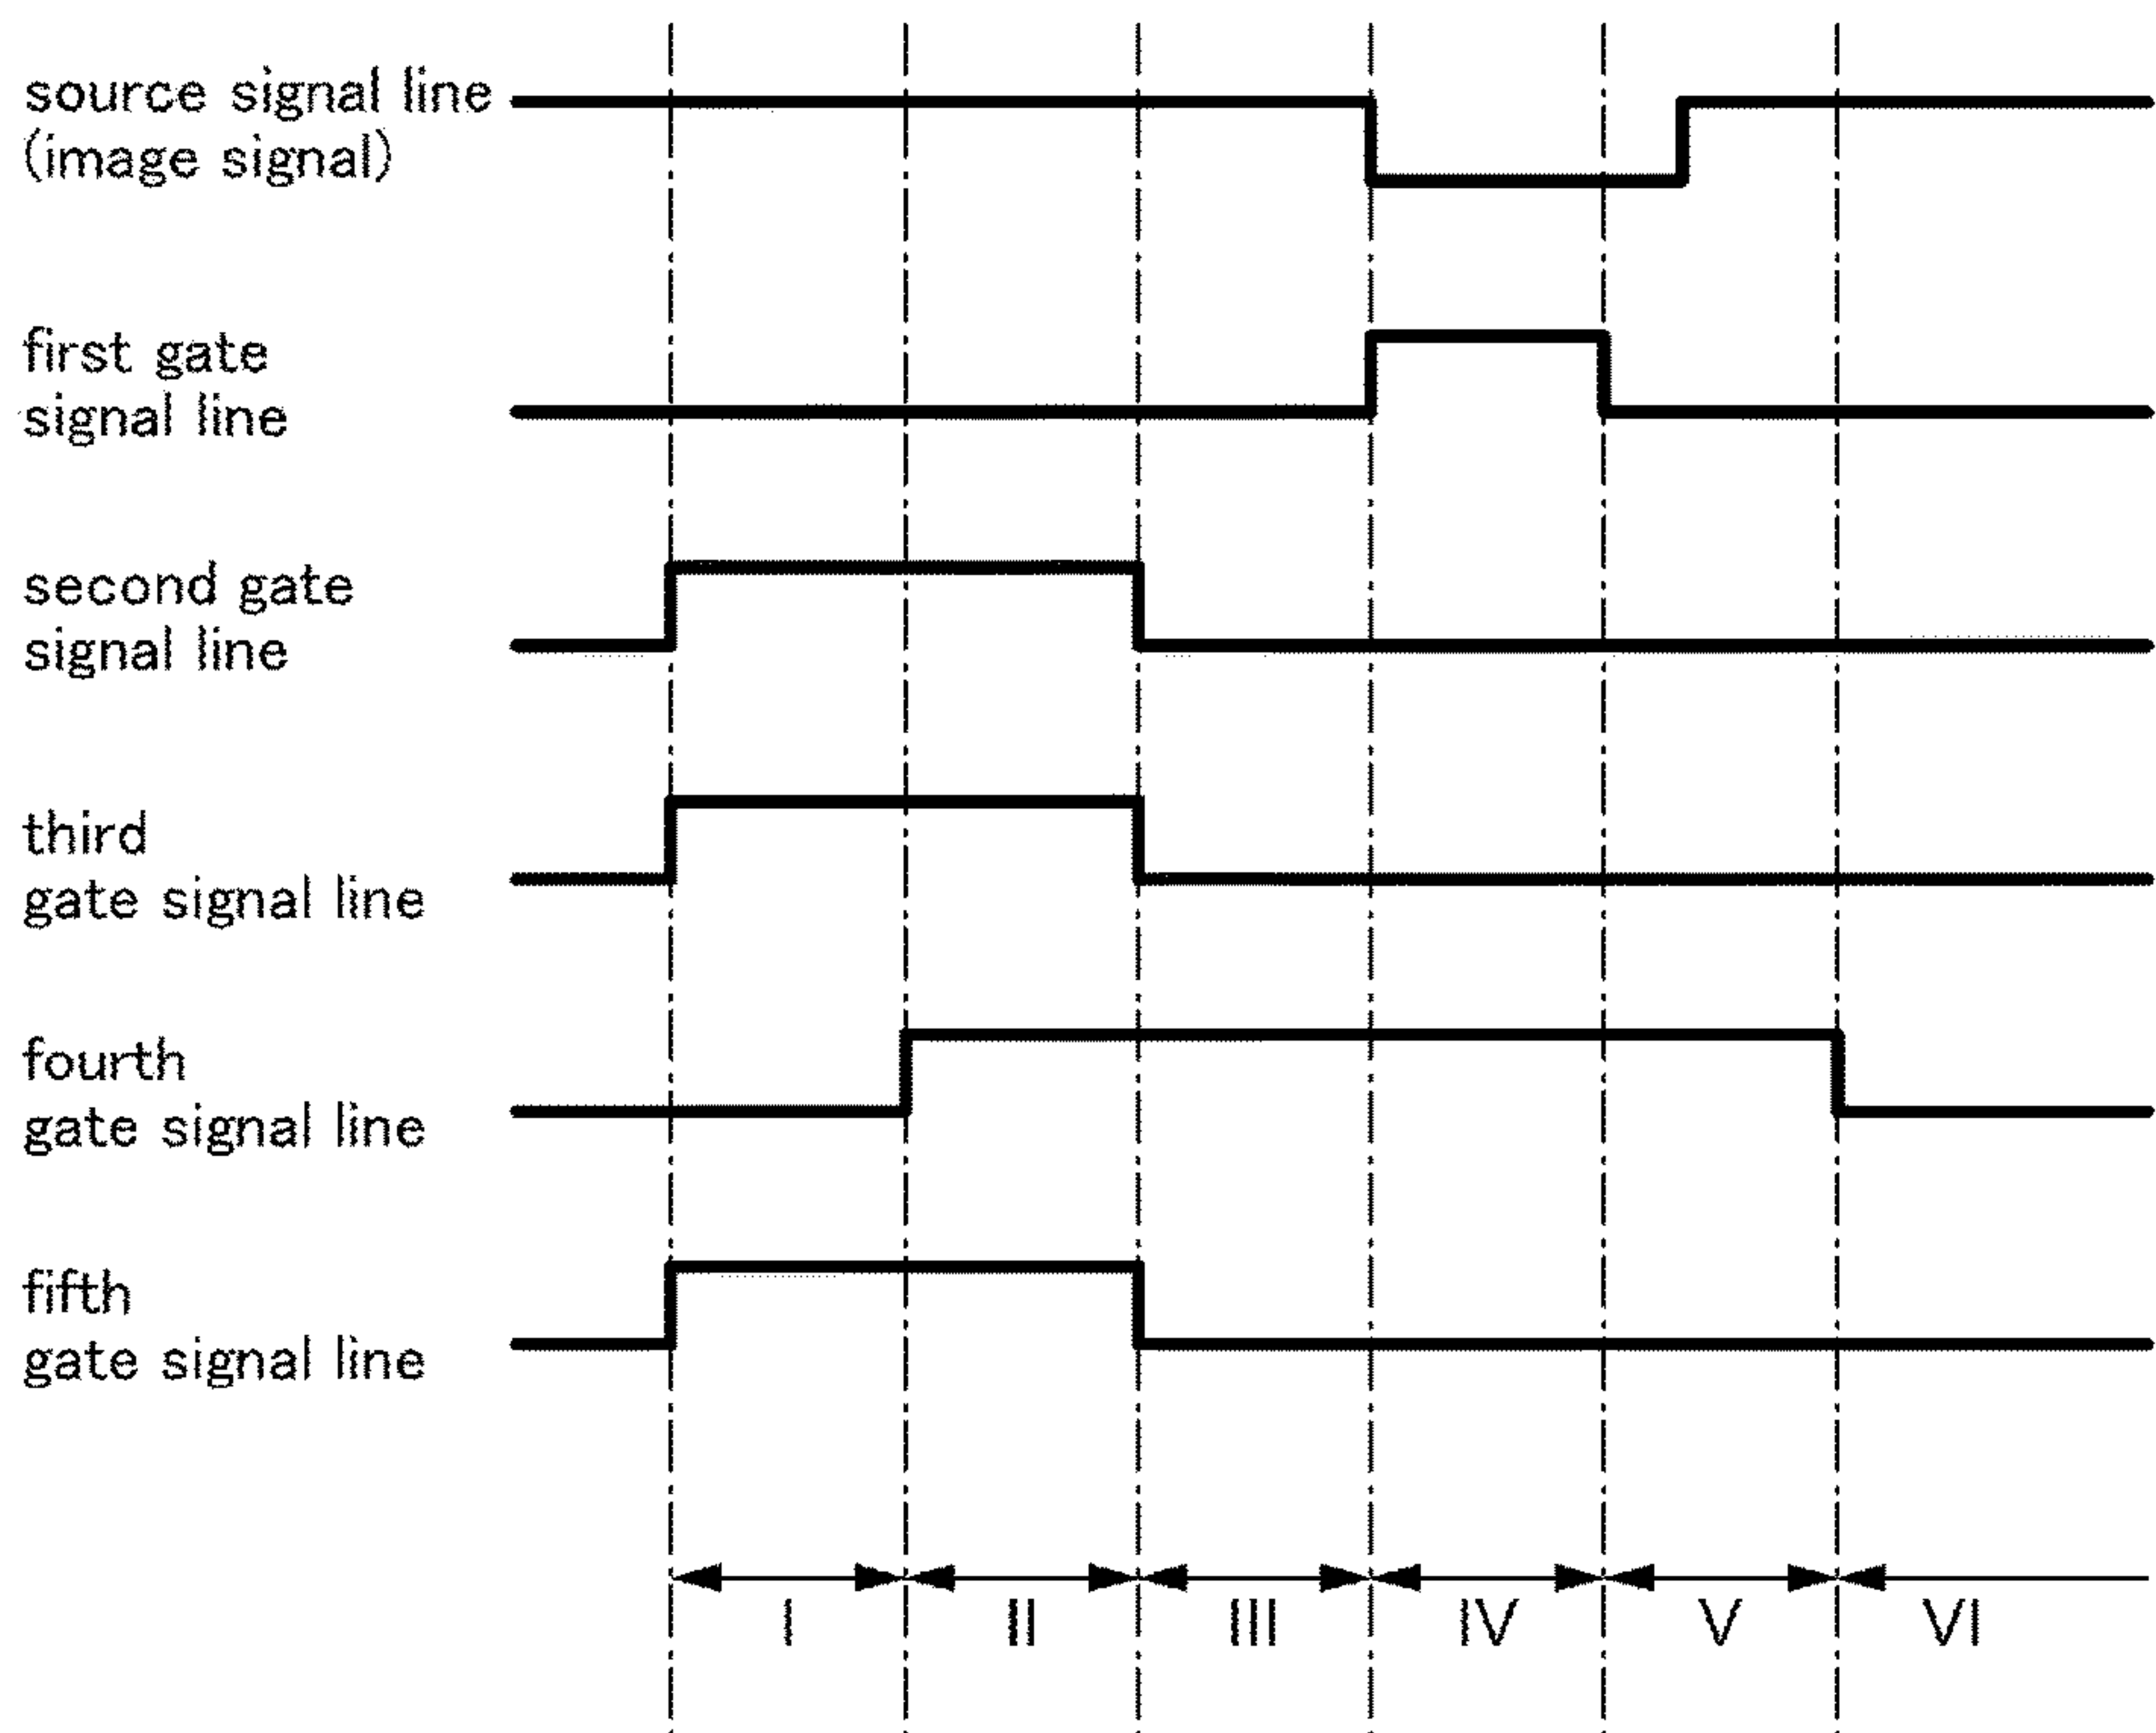 source signal line
(image signal)
first gate
signal line
second gate
signal line
third
gate signal line
fourth
gate signal line
fifth
gate signal line
I II III IV V VI